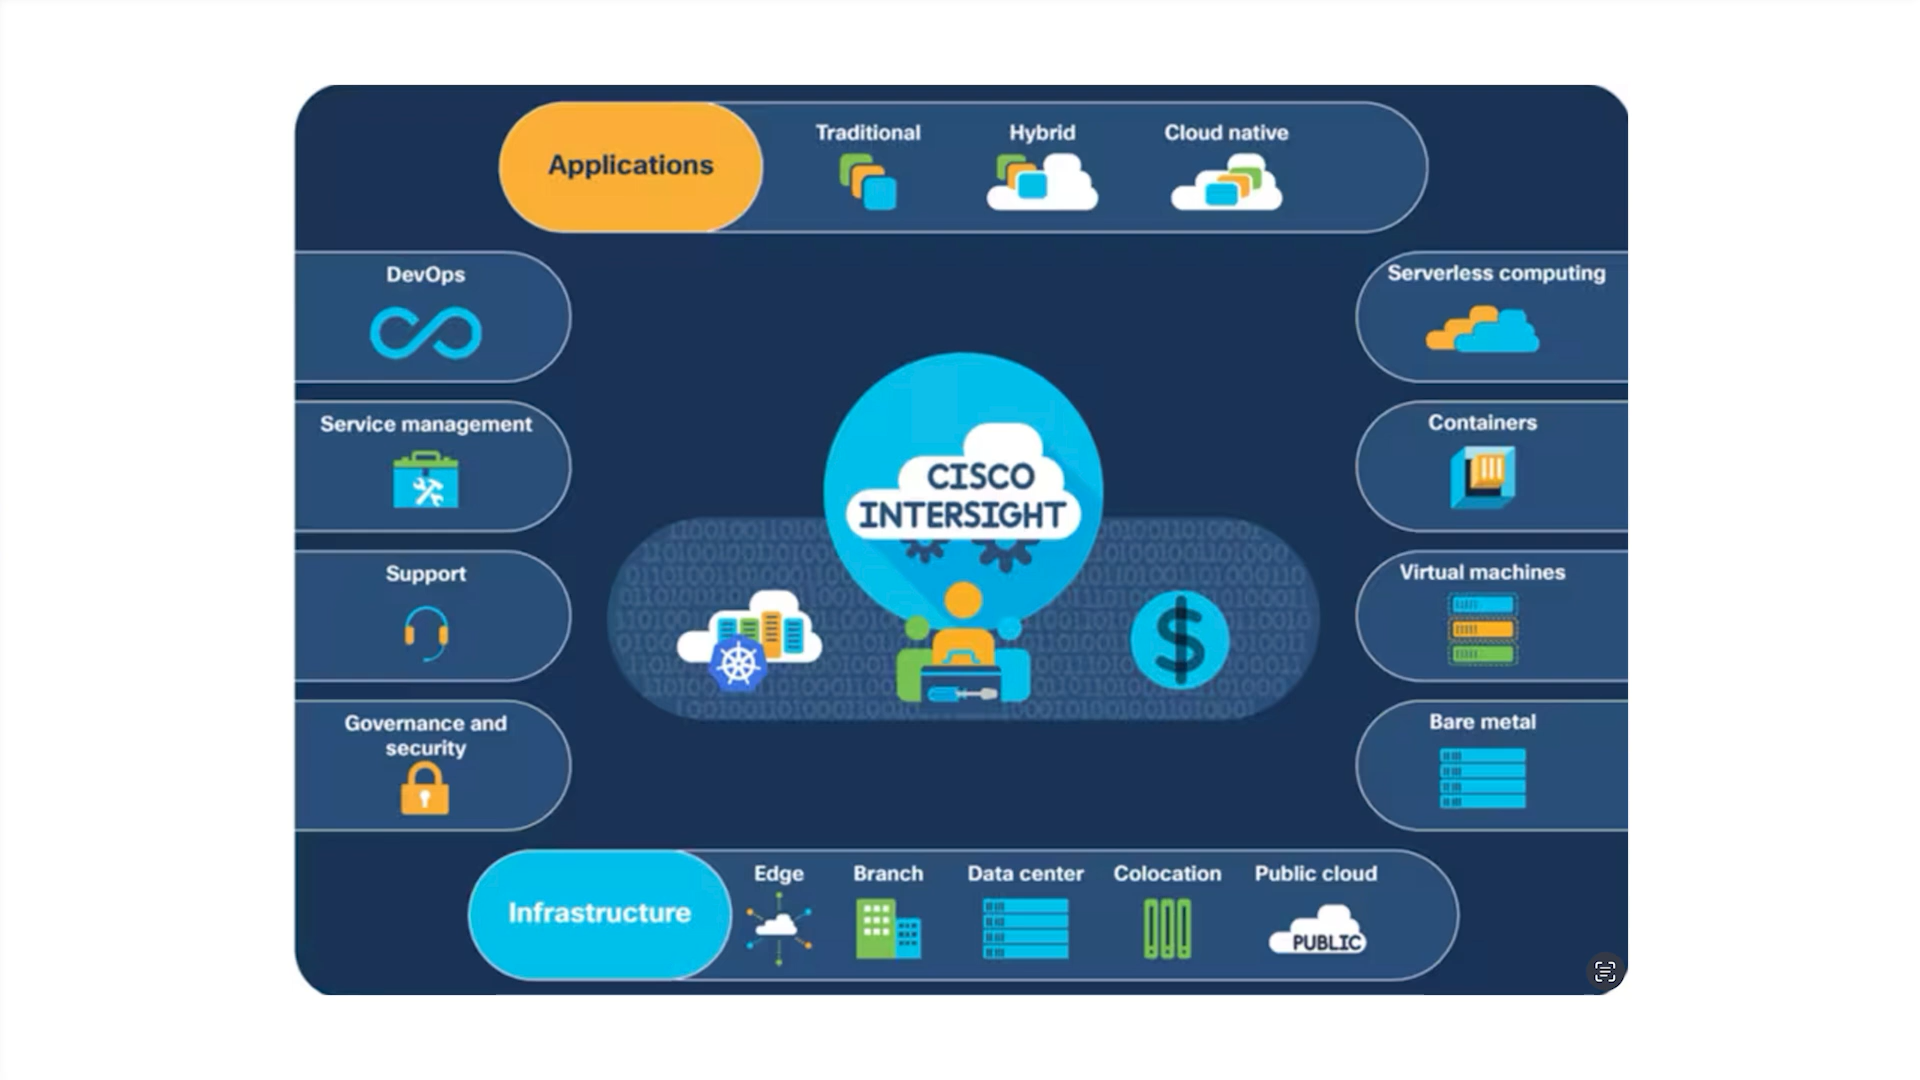 Applications
Traditional
Hybrid
Cloud native
DevOps
Serverless computing
Service management
Containers
CISCO
INTERSIGHT
Support
Virtual machines
$
Governance and
security
Bare metal
Infrastructure
Edge
Branch
Data center
Colocation
Public cloud
PUBLIC